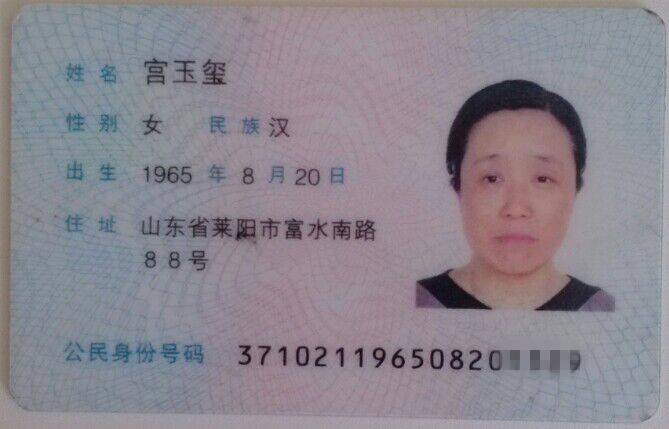 姓名 宫玉玺
性别 女 民族 汉
出生 1965 年 8 月 20 日
住址 山东省莱阳市富水南路
88号
公民身份号码 37102119650820